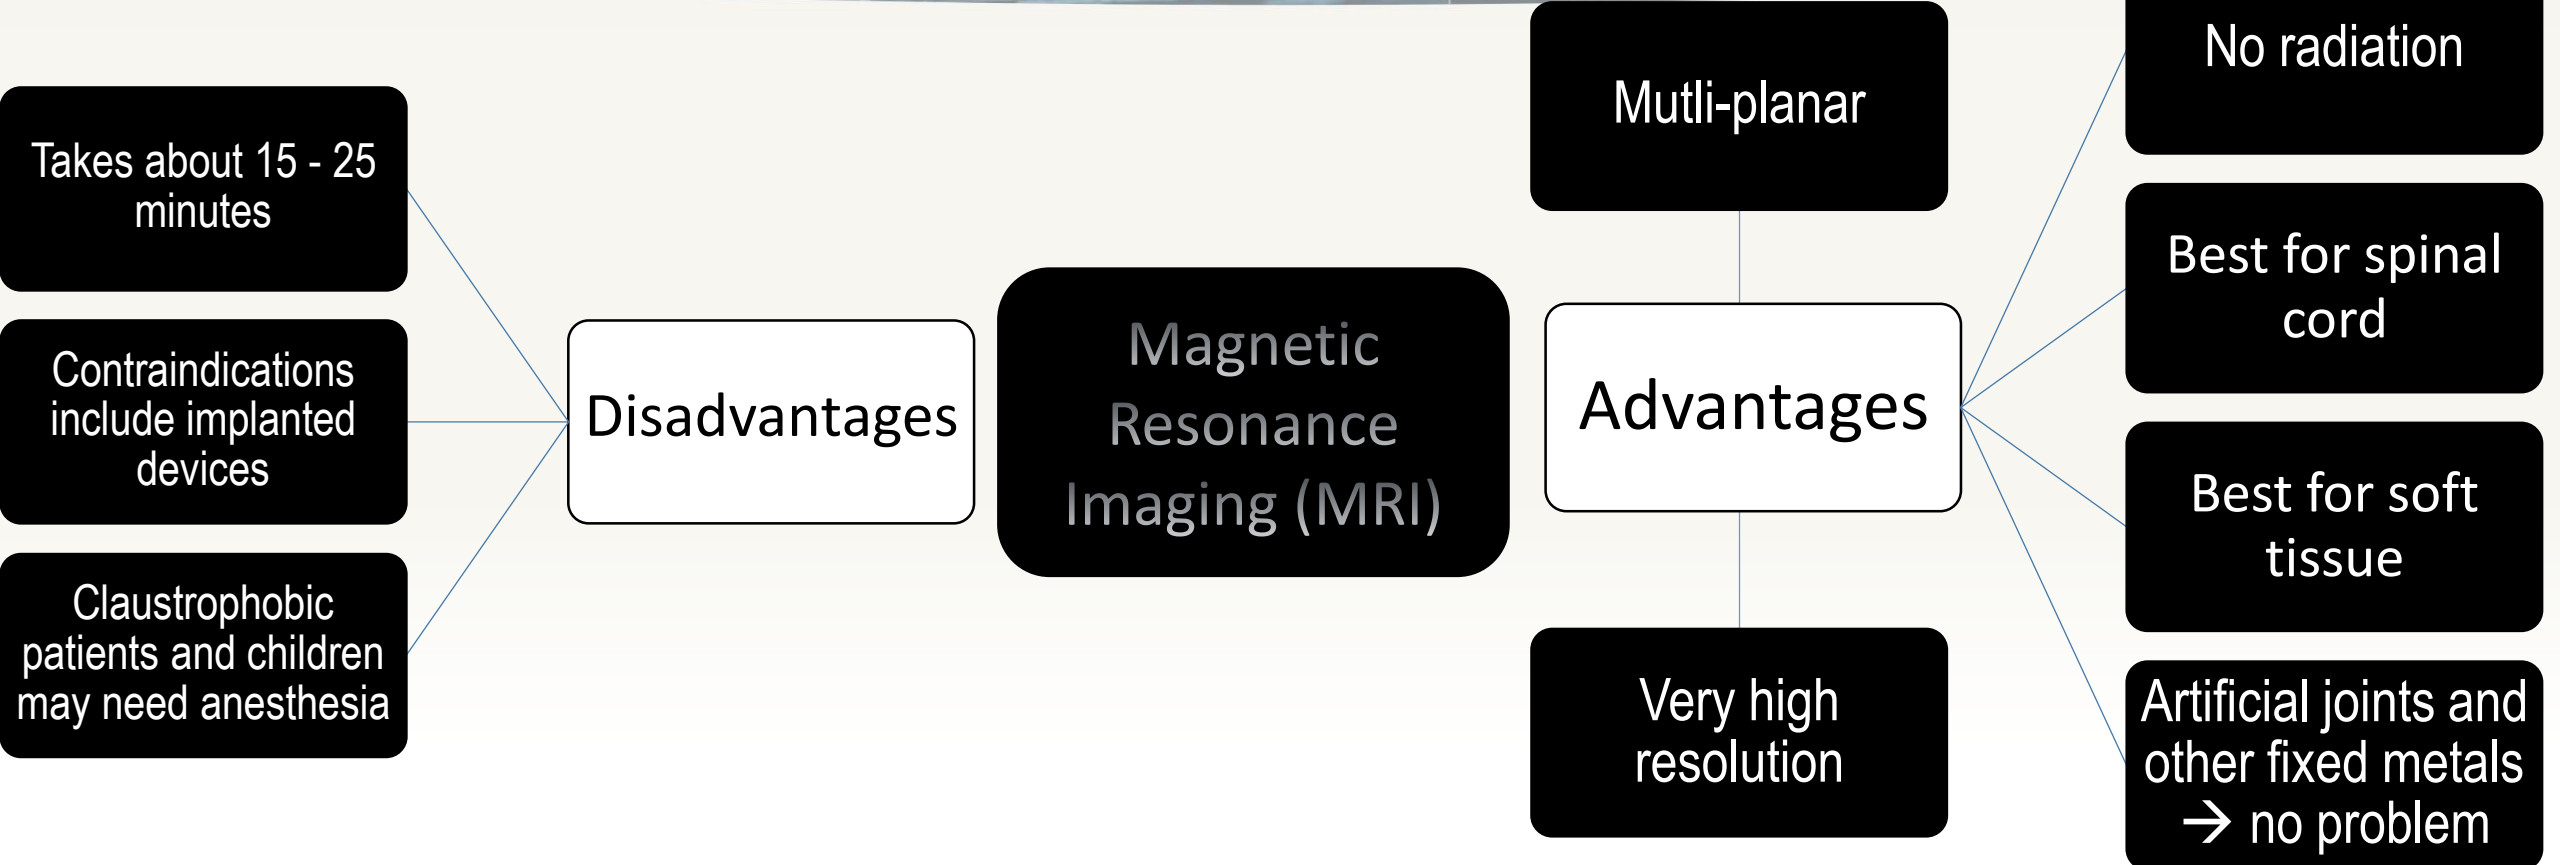 Takes about 15 - 25
minutes
Contraindications
include implanted
devices
Claustrophobic
patients and children
may need anesthesia
Disadvantages
Magnetic
Resonance
Imaging (MRI)
Mutli-planar
Advantages
Very high
resolution
No radiation
Best for spinal
cord
Best for soft
tissue
Artificial joints and
other fixed metals
→ no problem